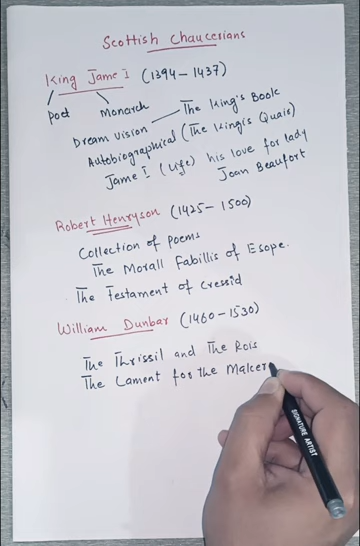 Scottish Chaucerians
King Jame I (1394-1437)
Poet
Monarch
Dream vision
The King's Book
Autobiographical (The King's Quair)
Jame I (Life) his love for lady
Joan Beaufort
Robert Henryson (1425-1500)
Collection of poems
The Morall Fabillis of Esope.
The Testament of Cressid
William Dunbar (1460-1530)
The Thrissil and The Rois
The Lament for the Maker
SIGNATURE ARTIST